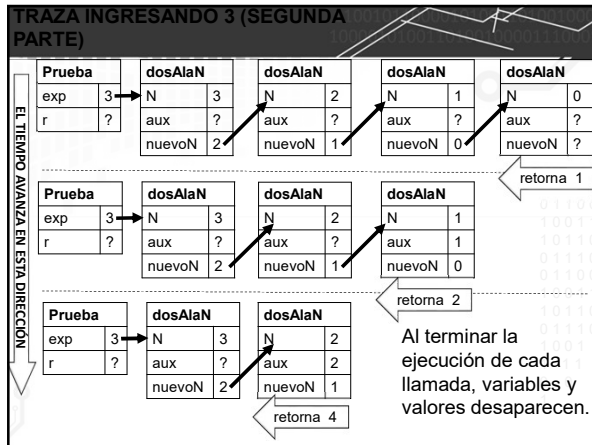 TRAZA INGRESANDO 3 (SEGUNDA
PARTE)
EL TIEMPO AVANZA EN ESTA DIRECCIÓN
Prueba dosAlaN dosAlaN dosAlaN dosAlaN
exp 3 N 3 N 2 N 1 N 0
r ? aux ? aux ? aux ? aux ?
nuevoN 2 nuevoN 1 nuevoN 0 nuevoN ?
retorna 1
Prueba dosAlaN dosAlaN dosAlaN
exp 3 N 3 N 2 N 1
r ? aux ? aux ? aux 1
nuevoN 2 nuevoN 1 nuevoN 0
retorna 2
Prueba dosAlaN dosAlaN
exp 3 N 3 N 2
r ? aux ? aux 2
nuevoN 2 nuevoN 1
retorna 4
Al terminar la
ejecución de cada
llamada, variables y
valores desaparecen.